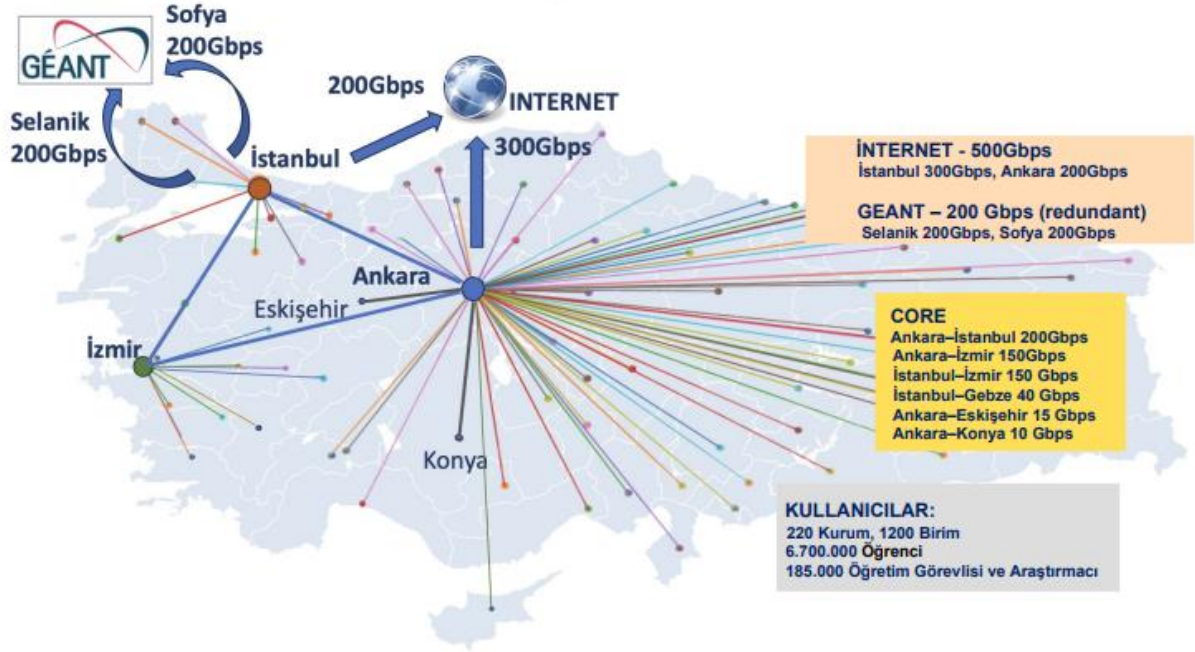 Sofya
200Gbps
GÉANT
200Gbps
INTERNET
Selanik
200Gbps
İstanbul
300Gbps
İNTERNET - 500Gbps
İstanbul 300Gbps, Ankara 200Gbps
GEANT – 200 Gbps (redundant)
Selanik 200Gbps, Sofya 200Gbps
Ankara
Eskişehir
İzmir
Konya
CORE
Ankara–İstanbul 200Gbps
Ankara–İzmir 150Gbps
İstanbul–İzmir 150 Gbps
İstanbul–Gebze 40 Gbps
Ankara–Eskişehir 15 Gbps
Ankara–Konya 10 Gbps
KULLANICILAR:
220 Kurum, 1200 Birim
6.700.000 Öğrenci
185.000 Öğretim Görevlisi ve Araştırmacı